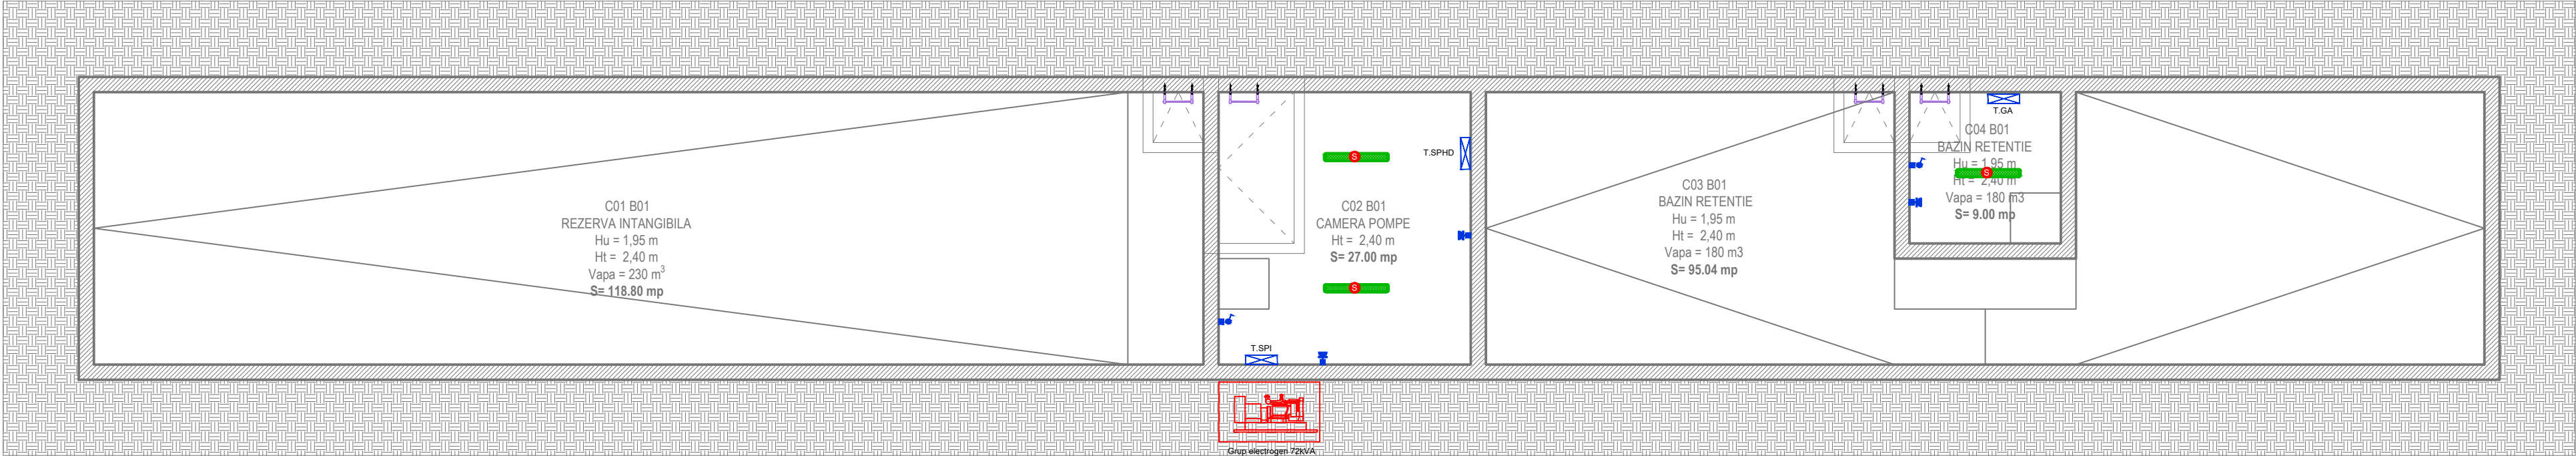 C01 B01
REZERVA INTANGIBILA
Hu = 1,95 m
Ht = 2,40 m
Vapa = 230 m³
S= 118.80 mp
C02 B01
CAMERA POMPE
Ht = 2,40 m
S= 27.00 mp
S
S
T.SPHD
T.SPI
Grup electrogen 72kVA
C03 B01
BAZIN RETENTIE
Hu = 1,95 m
Ht = 2,40 m
Vapa = 180 m3
S= 95.04 mp
T.GA
C04 B01
BAZIN RETENTIE
Hu = 1,95 m
S
Ht = 2,40 m
Vapa = 180 m3
S= 9.00 mp